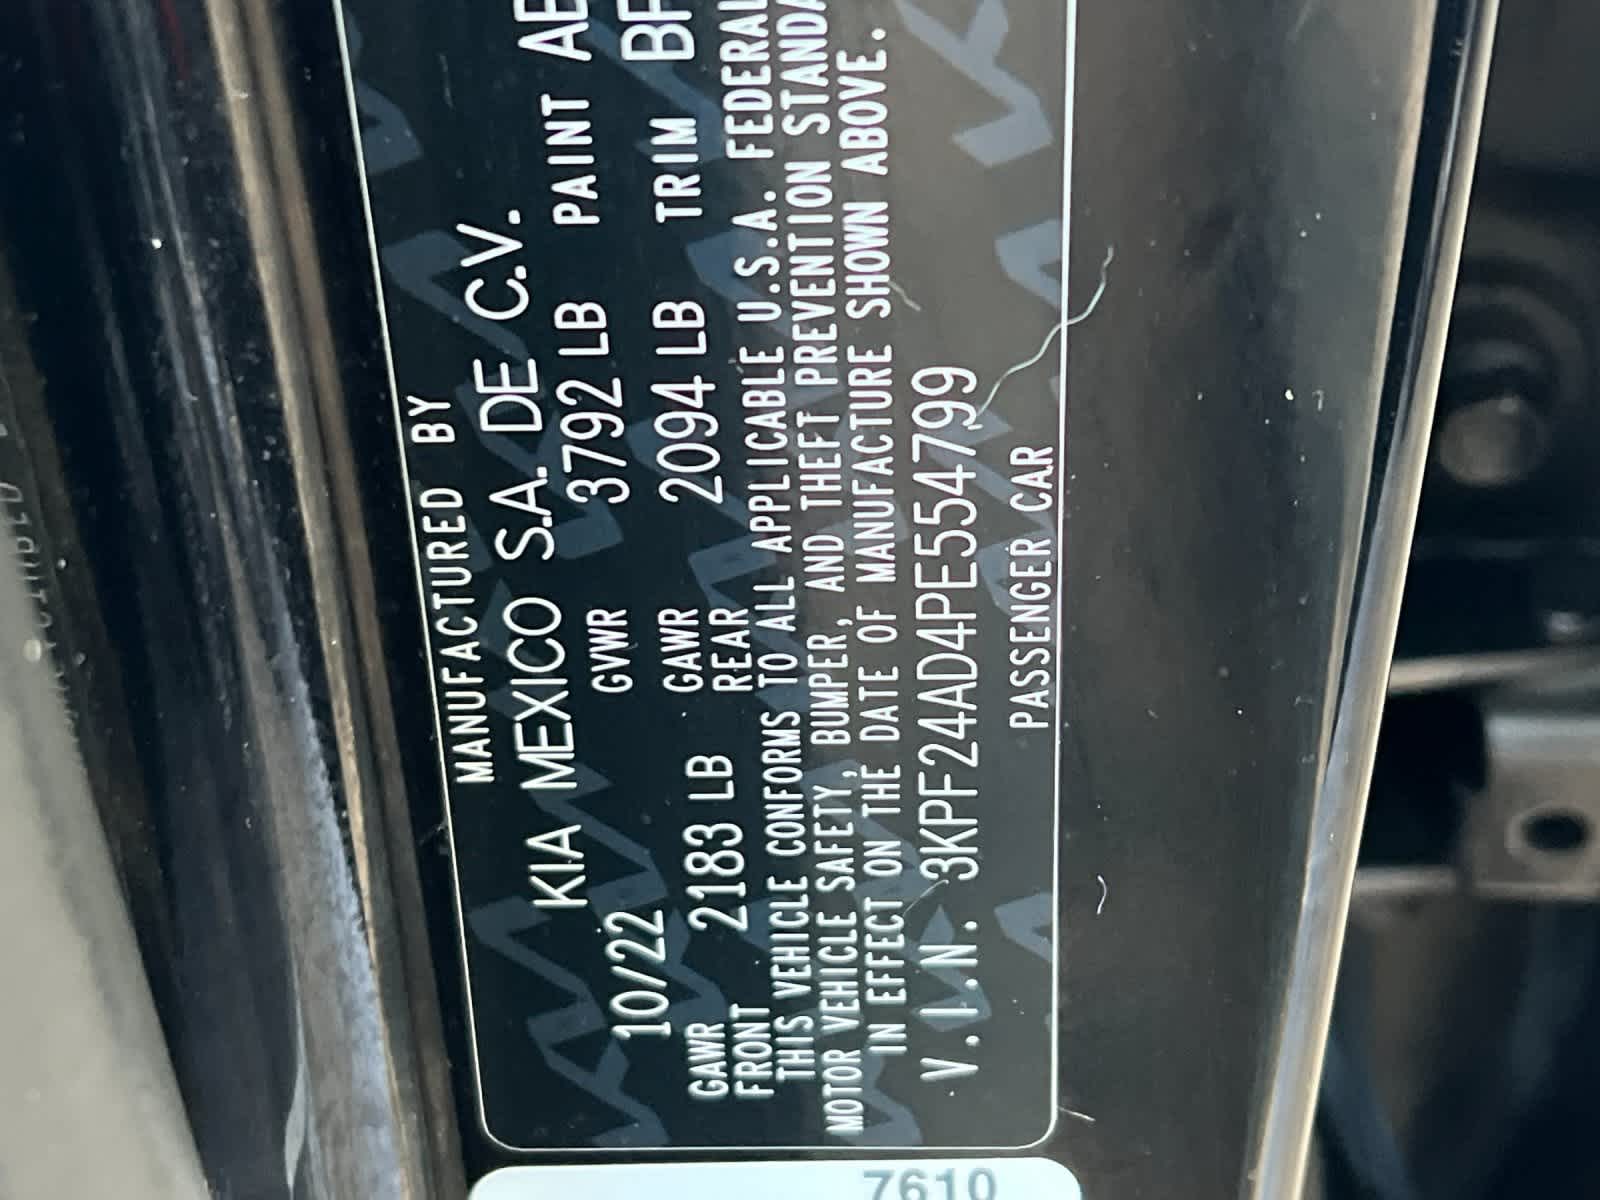 MANUFACTURED BY
KIA MEXICO S.A. DE C.V.
10/22 GVWR 3792 LB PAINT
GAWR FRONT 2183 LB GAWR REAR 2094 LB TRIM
THIS VEHICLE CONFORMS TO ALL APPLICABLE U.S.A. FEDERAL
MOTOR VEHICLE SAFETY, BUMPER, AND THEFT PREVENTION
IN EFFECT ON THE DATE OF MANUFACTURE SHOWN ABOVE.
V.I.N. 3KPF24AD4PE554799
PASSENGER CAR
7610